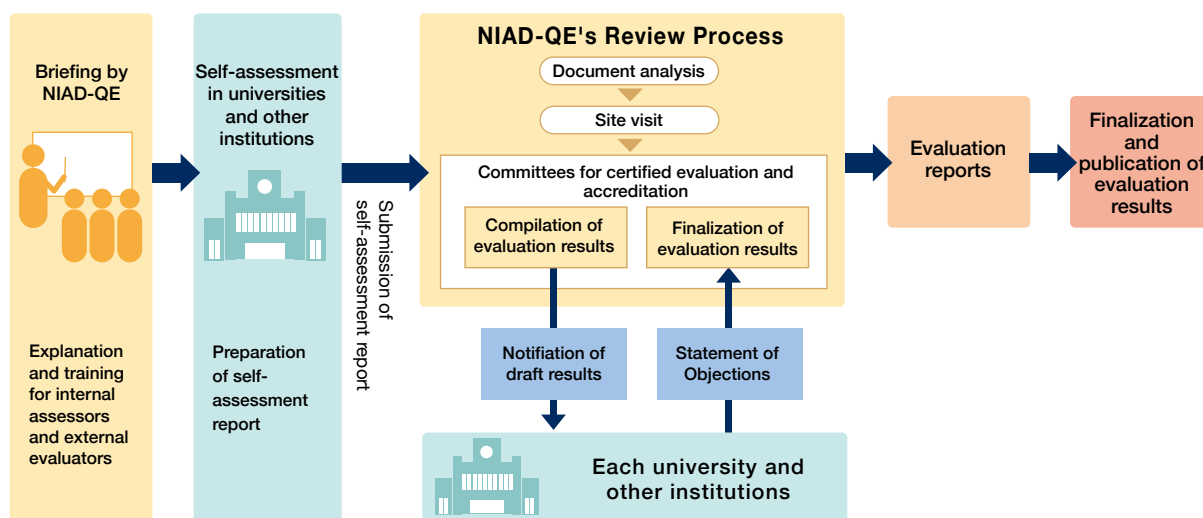 Briefing by
NIAD-QE
Explanation
and training
for internal
assessors
and external
evaluators
Self-assessment
in universities
and other
institutions
Preparation
of self-
assessment
report
Submission of
self-assessment report
NIAD-QE's Review Process
Document analysis
Site visit
Committees for certified evaluation and
accreditation
Compilation of
evaluation results
Finalization of
evaluation results
Notifiation of
draft results
Statement of
Objections
Each university and
other institutions
Evaluation
reports
Finalization
and
publication of
evaluation
results